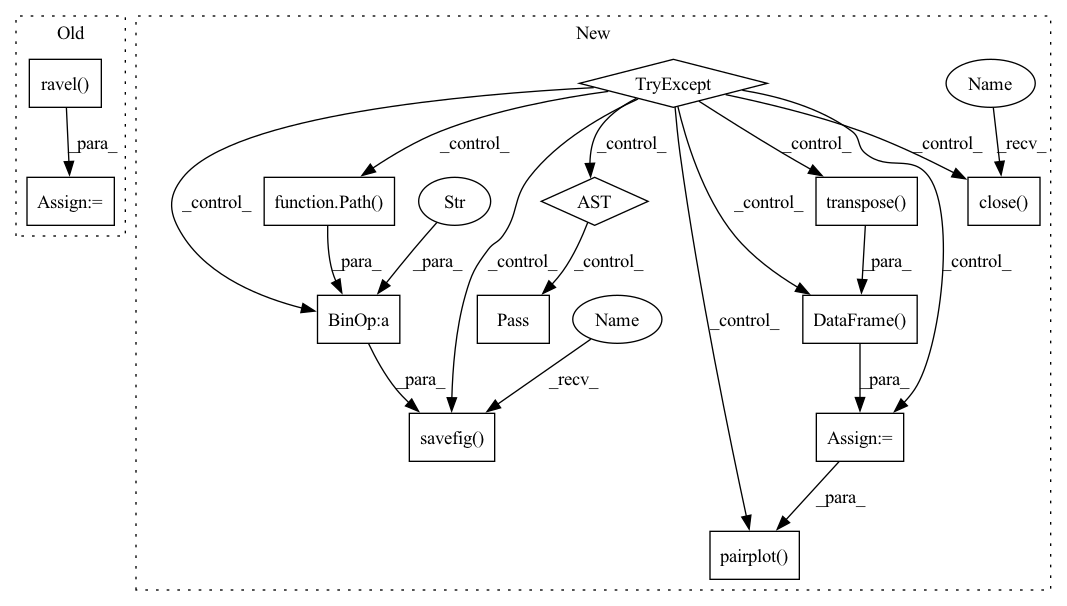 Old
New
ravel()
TryExcept
Name
_para_
_control_
_control_
_control_
_control_
_recv_
Assign:=
_control_
function.Path()
Str
AST
_control_
transpose()
close()
_para_
_para_
_control_
_control_
_para_
_control_
BinOp:a
Pass
Name
_control_
DataFrame()
_para_
_recv_
_para_
savefig()
Assign:=
_para_
pairplot()